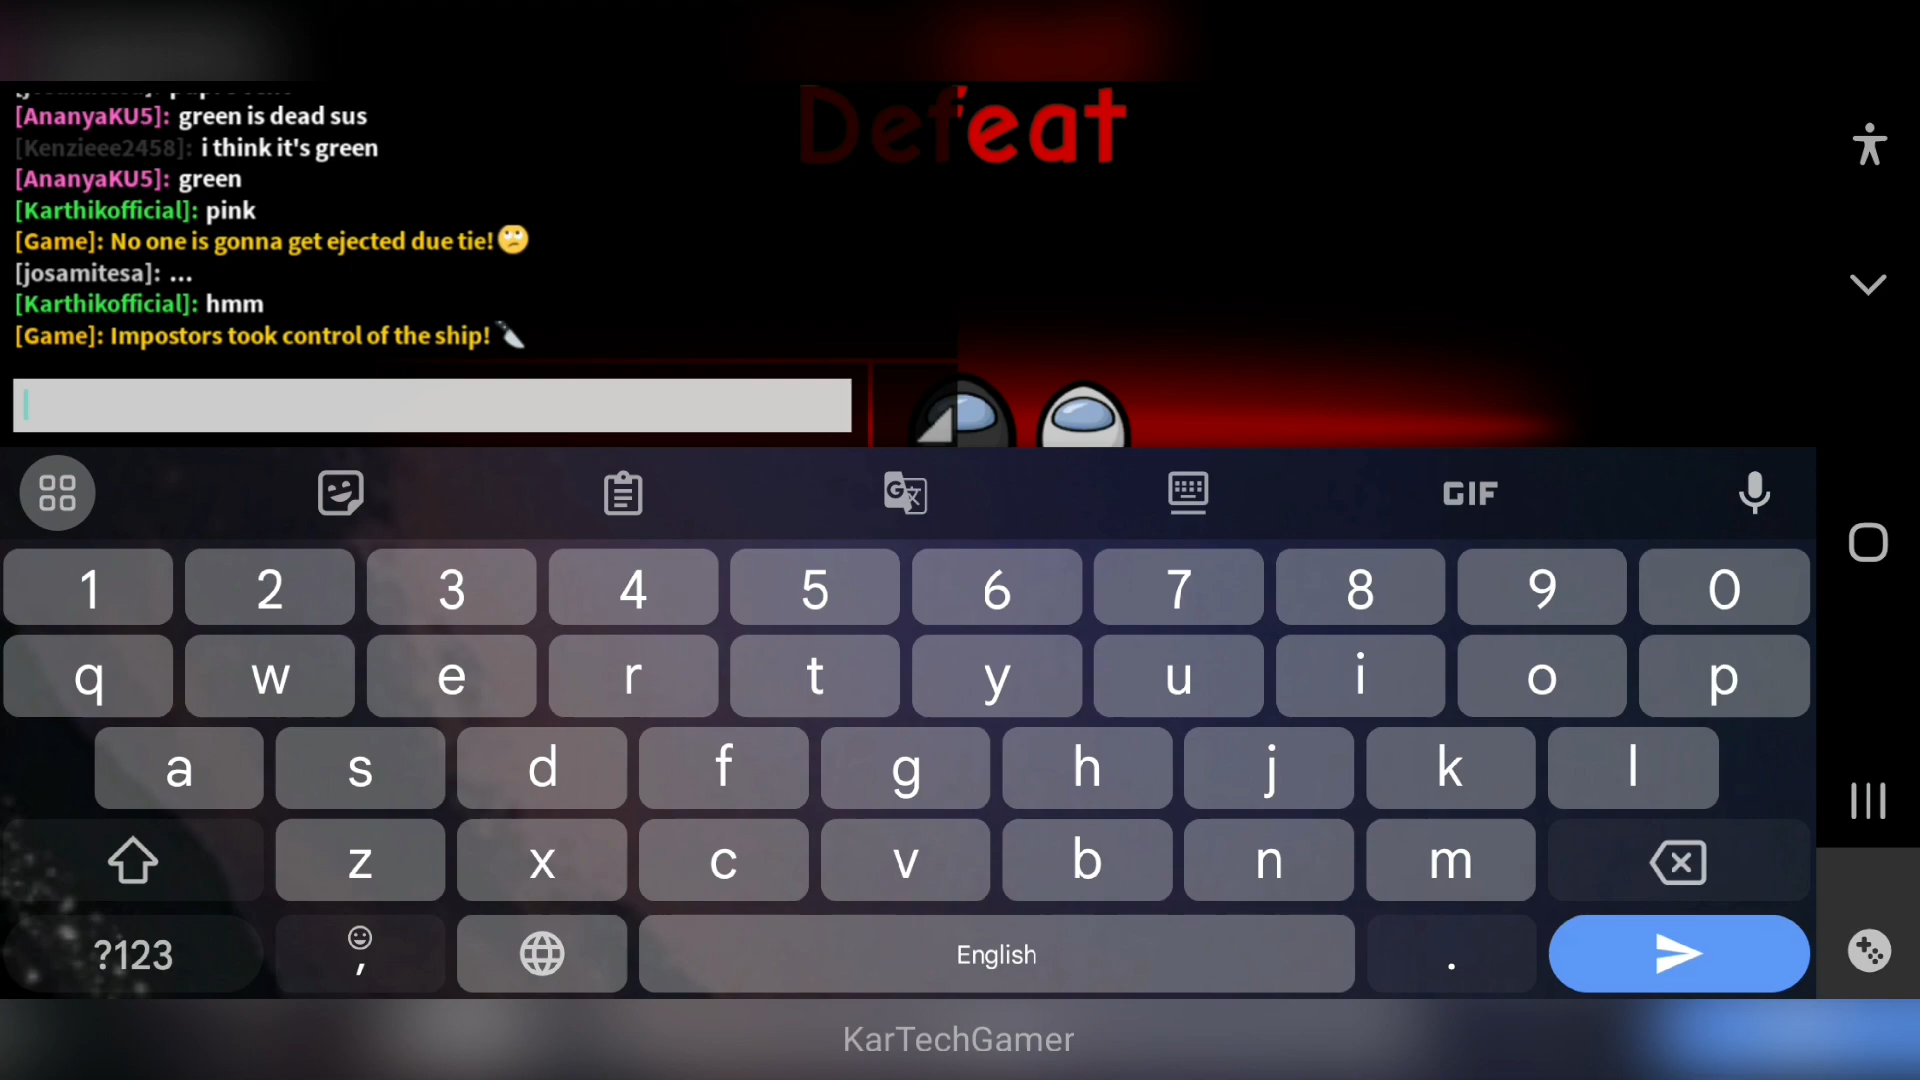 Defeat
[AnanyaKU5]: green is dead sus
[Kenzieee2458]: i think it's green
[AnanyaKU5]: green
[Karthikofficial]: pink
[Game]: No one is gonna get ejected due tie!🙄
[josamitesa]: ...
[Karthikofficial]: hmm
[Game]: Impostors took control of the ship! 🔪
GIF
1 2 3 4 5 6 7 8 9 0
q w e r t y u i o p
a s d f g h j k l
z x c v b n m
?123 , English .
KarTechGamer